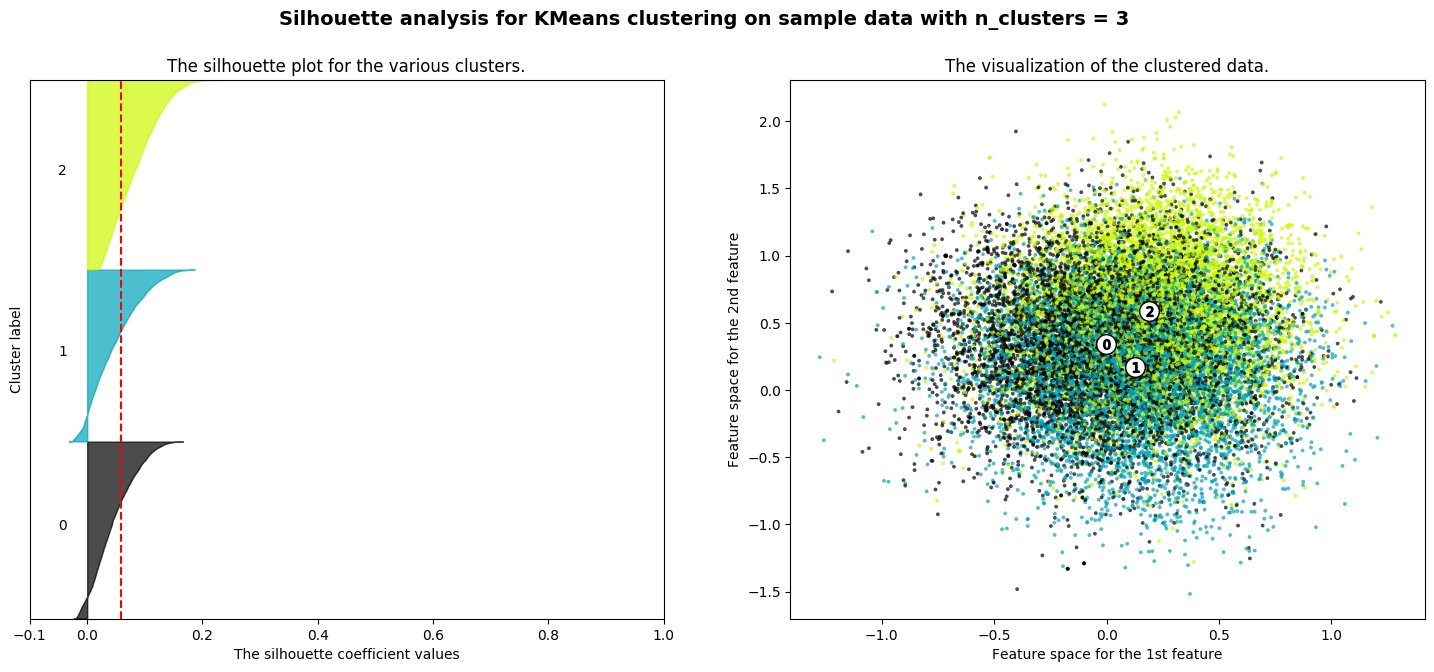 Silhouette analysis for KMeans clustering on sample data with n_clusters = 3
The silhouette plot for the various clusters.
2
1
0
Cluster label
−0.1 0.0 0.2 0.4 0.6 0.8 1.0
The silhouette coefficient values
The visualization of the clustered data.
2.0
1.5
1.0
0.5
0.0
−0.5
−1.0
−1.5
Feature space for the 2nd feature
2
0
1
−1.0 −0.5 0.0 0.5 1.0
Feature space for the 1st feature